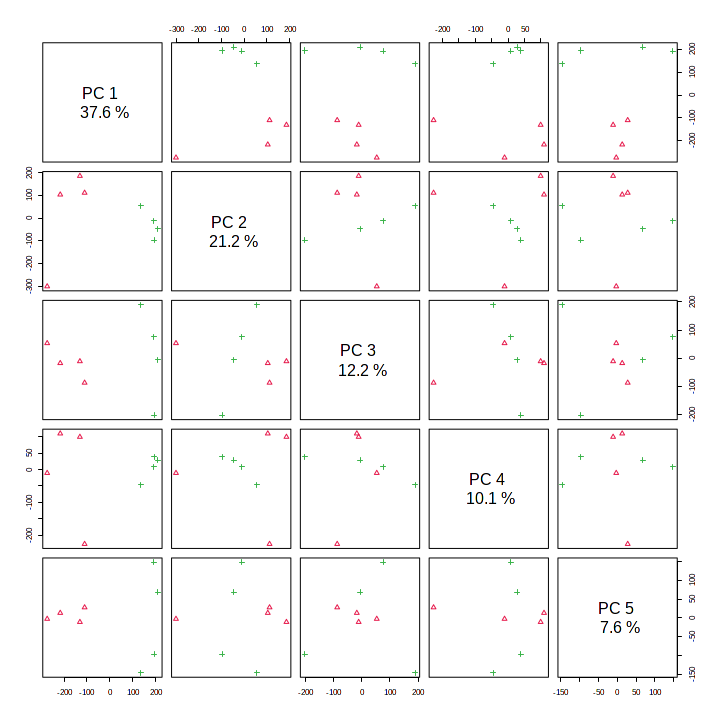 -300 -200 -100 0 100 200
-200 -100 0 50
PC 1
37.6 %
-200 -100 0 100 200
-300 -200 -100 0 100 200
PC 2
21.2 %
PC 3
12.2 %
-200 -100 0 100 200
-200 -100 0 50
PC 4
10.1 %
PC 5
7.6 %
-150 -50 0 50 100
-200 -100 0 100 200
-200 -100 0 100 200
-150 -50 0 50 100